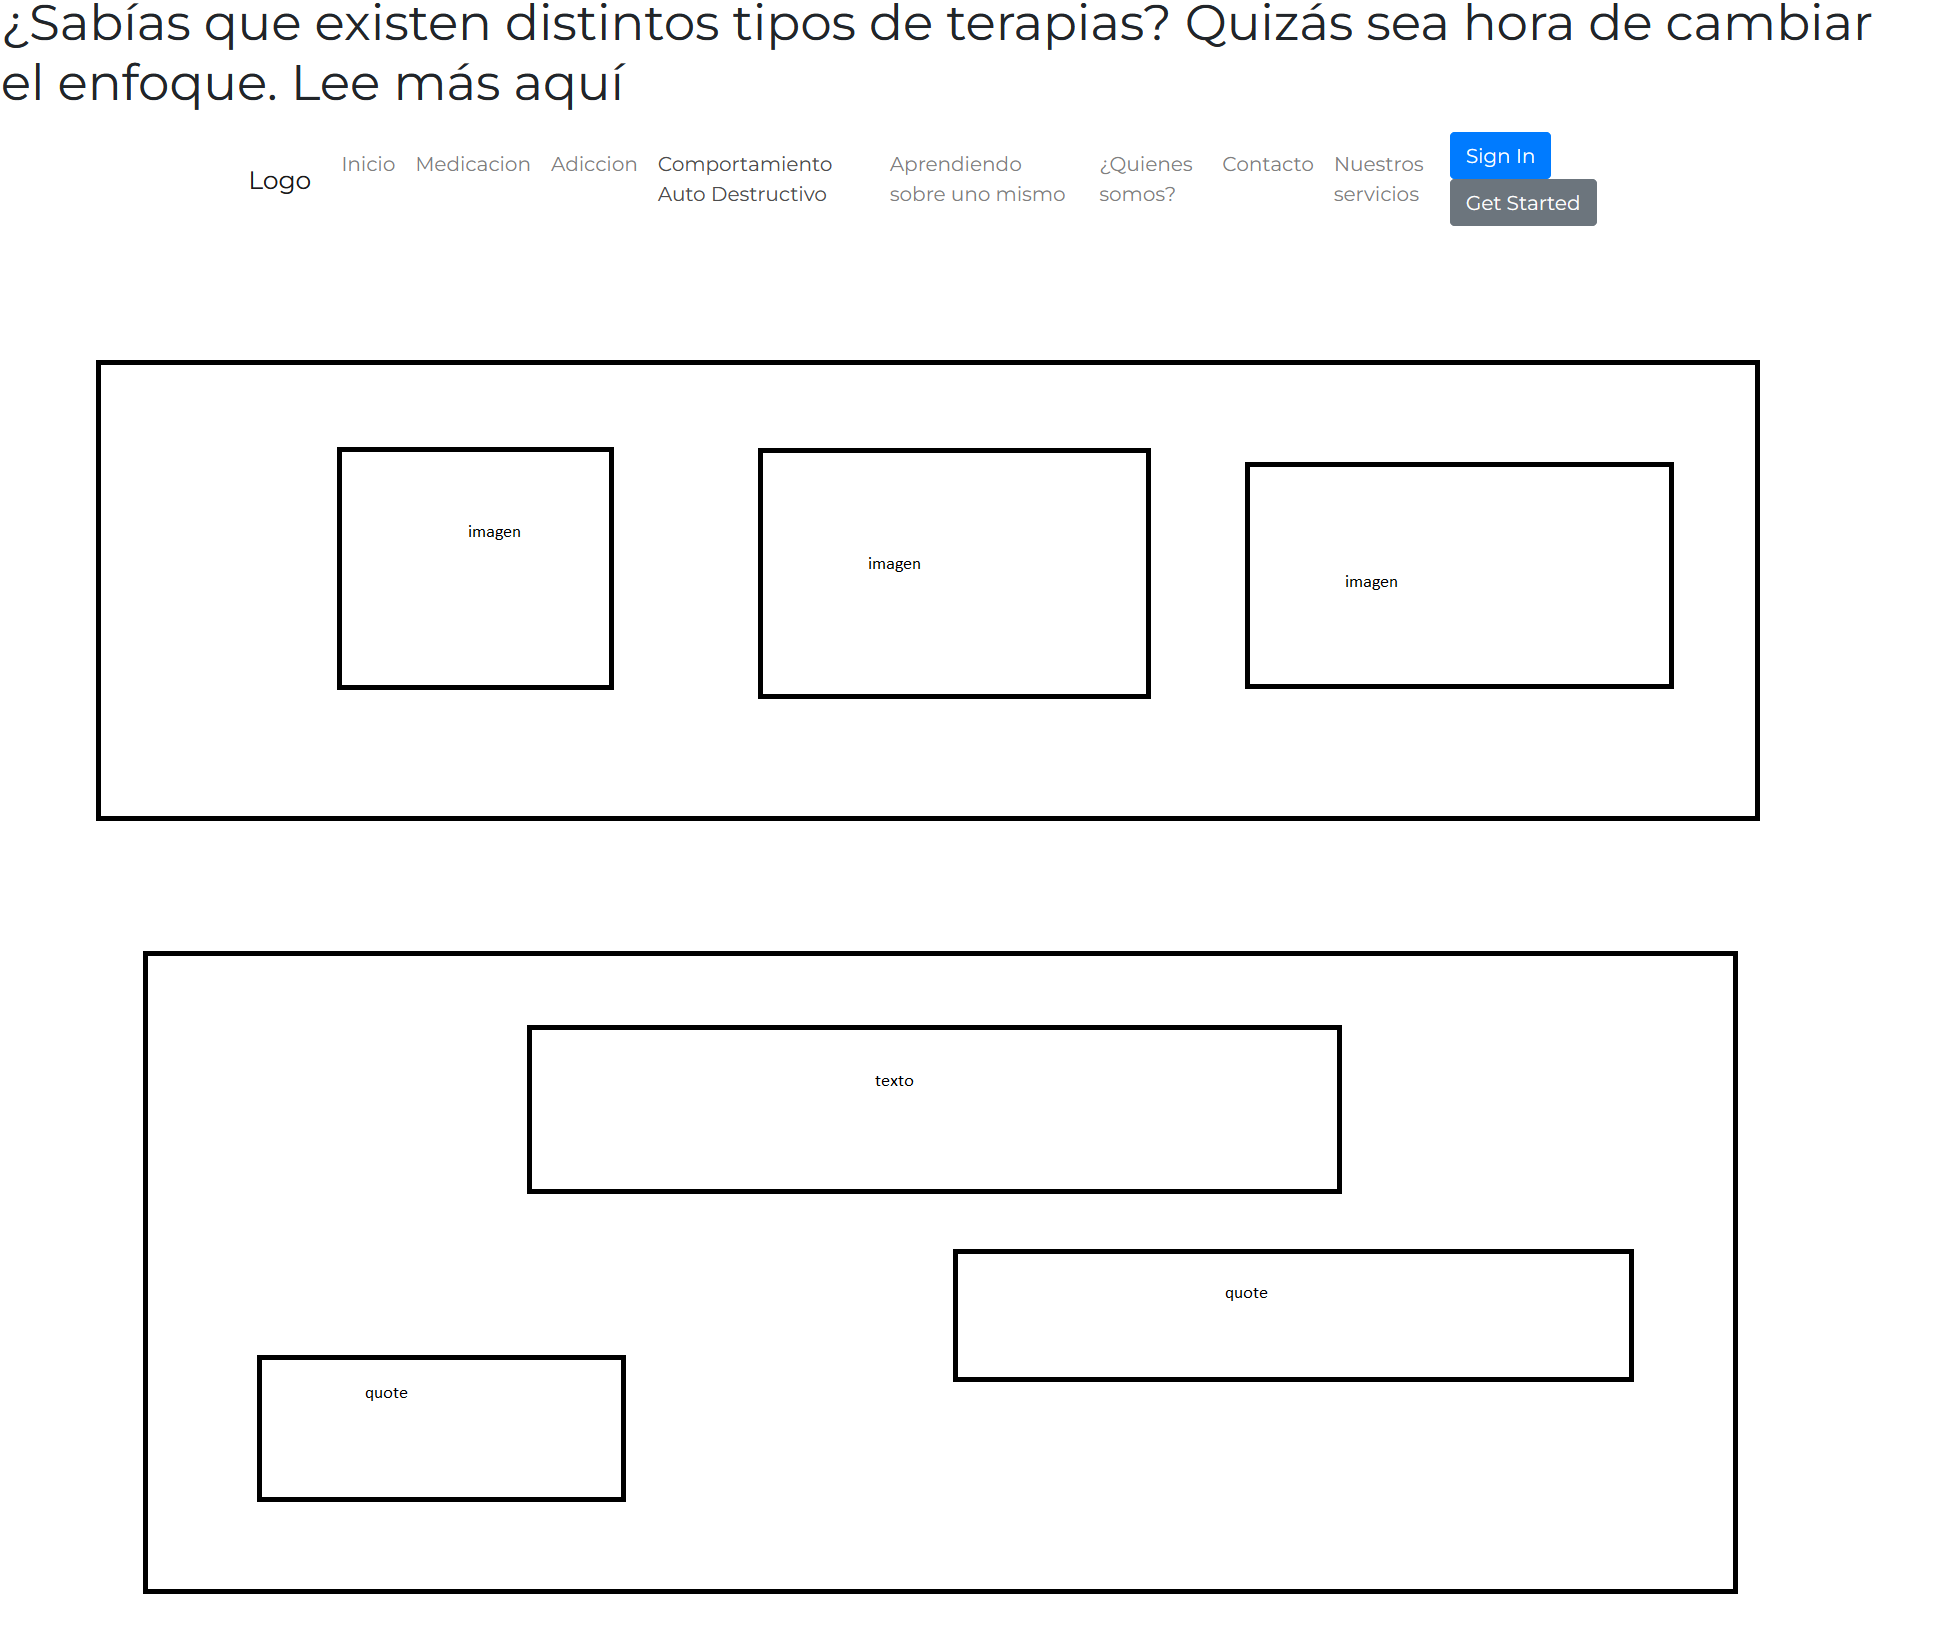 ¿Sabías que existen distintos tipos de terapias? Quizás sea hora de cambiar
el enfoque. Lee más aquí
Logo
Inicio
Medicacion
Adiccion
Comportamiento
Auto Destructivo
Aprendiendo
sobre uno mismo
¿Quienes
somos?
Contacto
Nuestros
servicios
Sign In
Get Started
imagen
imagen
imagen
texto
quote
quote